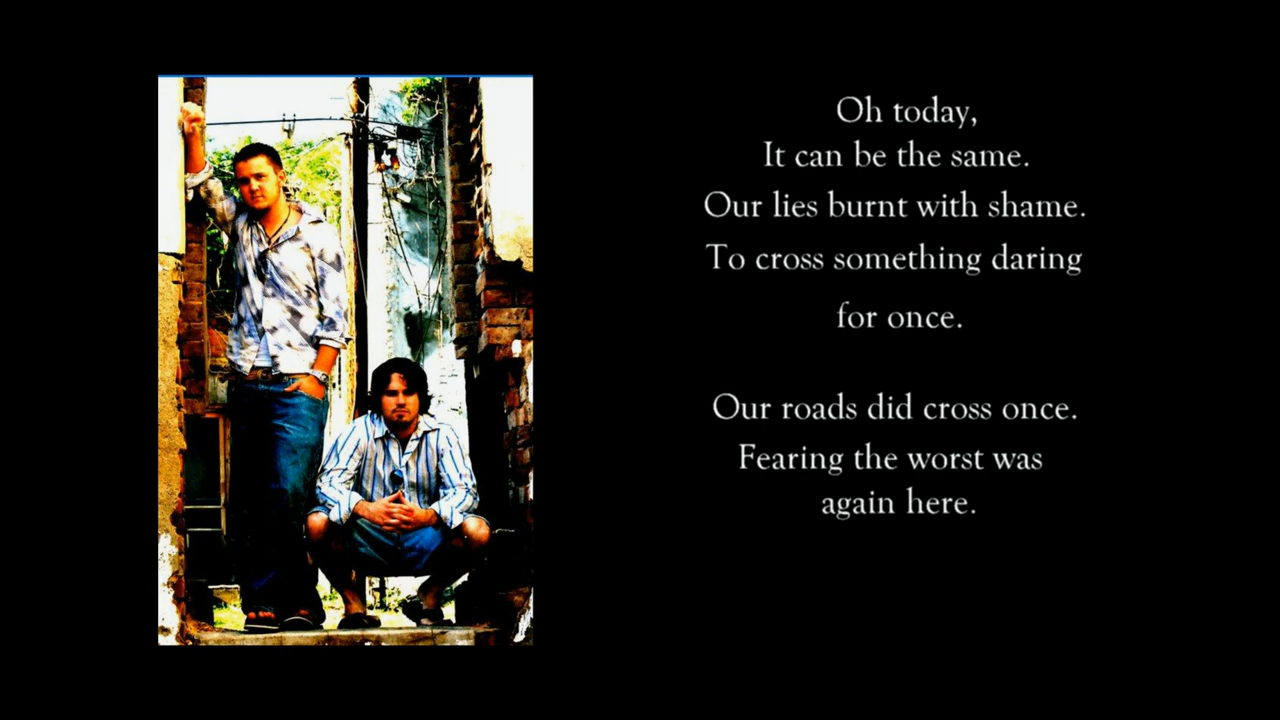 Oh today,
It can be the same.
Our lies burnt with shame.
To cross something daring
for once.
Our roads did cross once.
Fearing the worst was
again here.